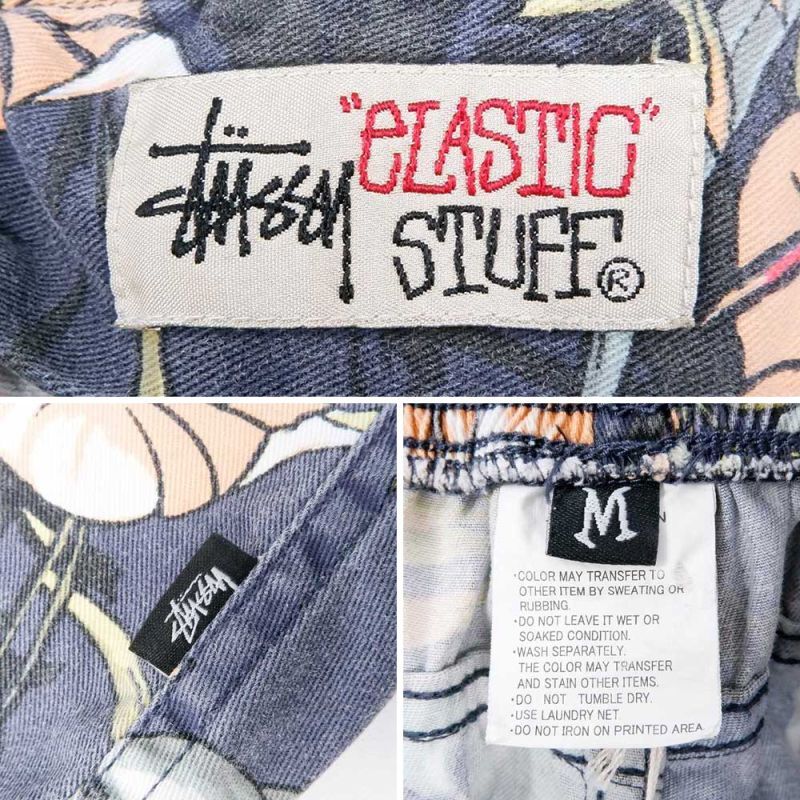 Stüssy "eLASTIC"
STUFF®
STÜSSY
M
N
・COLOR MAY TRANSFER TO
OTHER ITEM BY SWEATING OR
RUBBING.
・DO NOT LEAVE IT WET OR
SOAKED CONDITION.
・WASH SEPARATELY.
THE COLOR MAY TRANSFER
AND STAIN OTHER ITEMS.
・DO NOT TUMBLE DRY.
・USE LAUNDRY NET.
・DO NOT IRON ON PRINTED AREA.